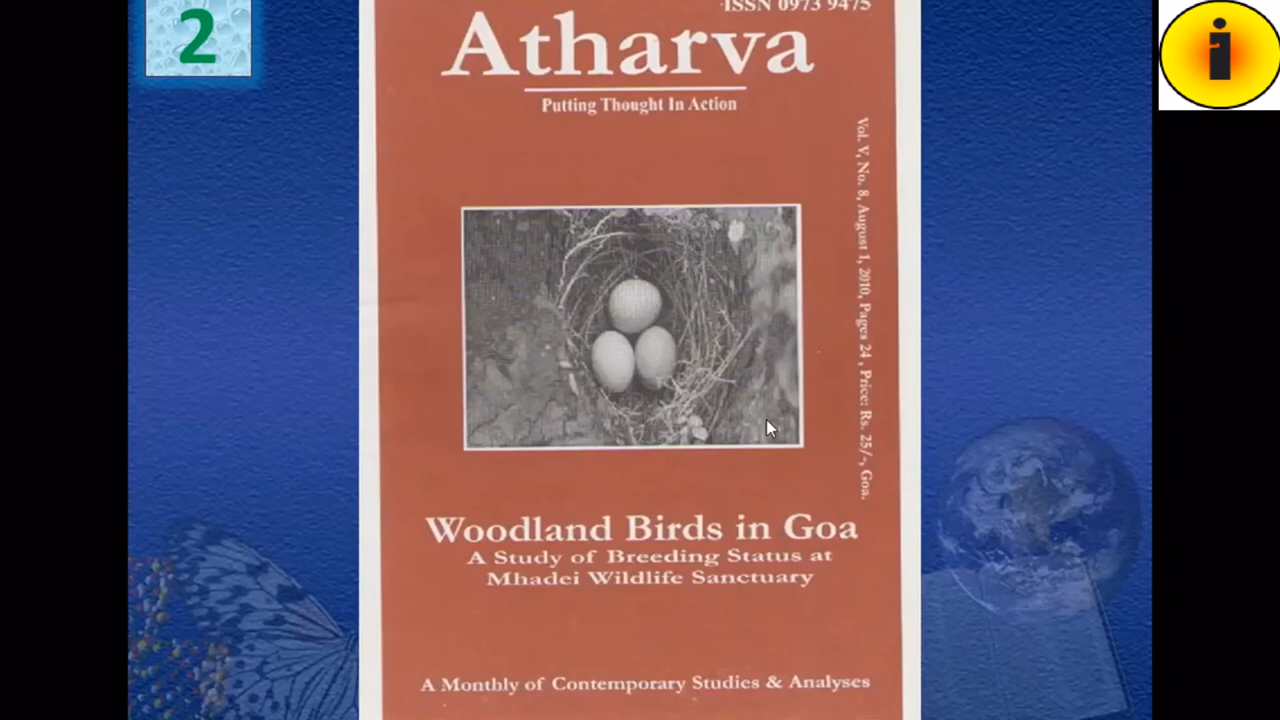 2
ISSN 0973 9475
Atharva
Putting Thought In Action
Vol. V, No. 8, August 1, 2010, Pages 24 , Price: Rs. 25/-, Goa.
Woodland Birds in Goa
A Study of Breeding Status at
Mhadei Wildlife Sanctuary
A Monthly of Contemporary Studies & Analyses
i